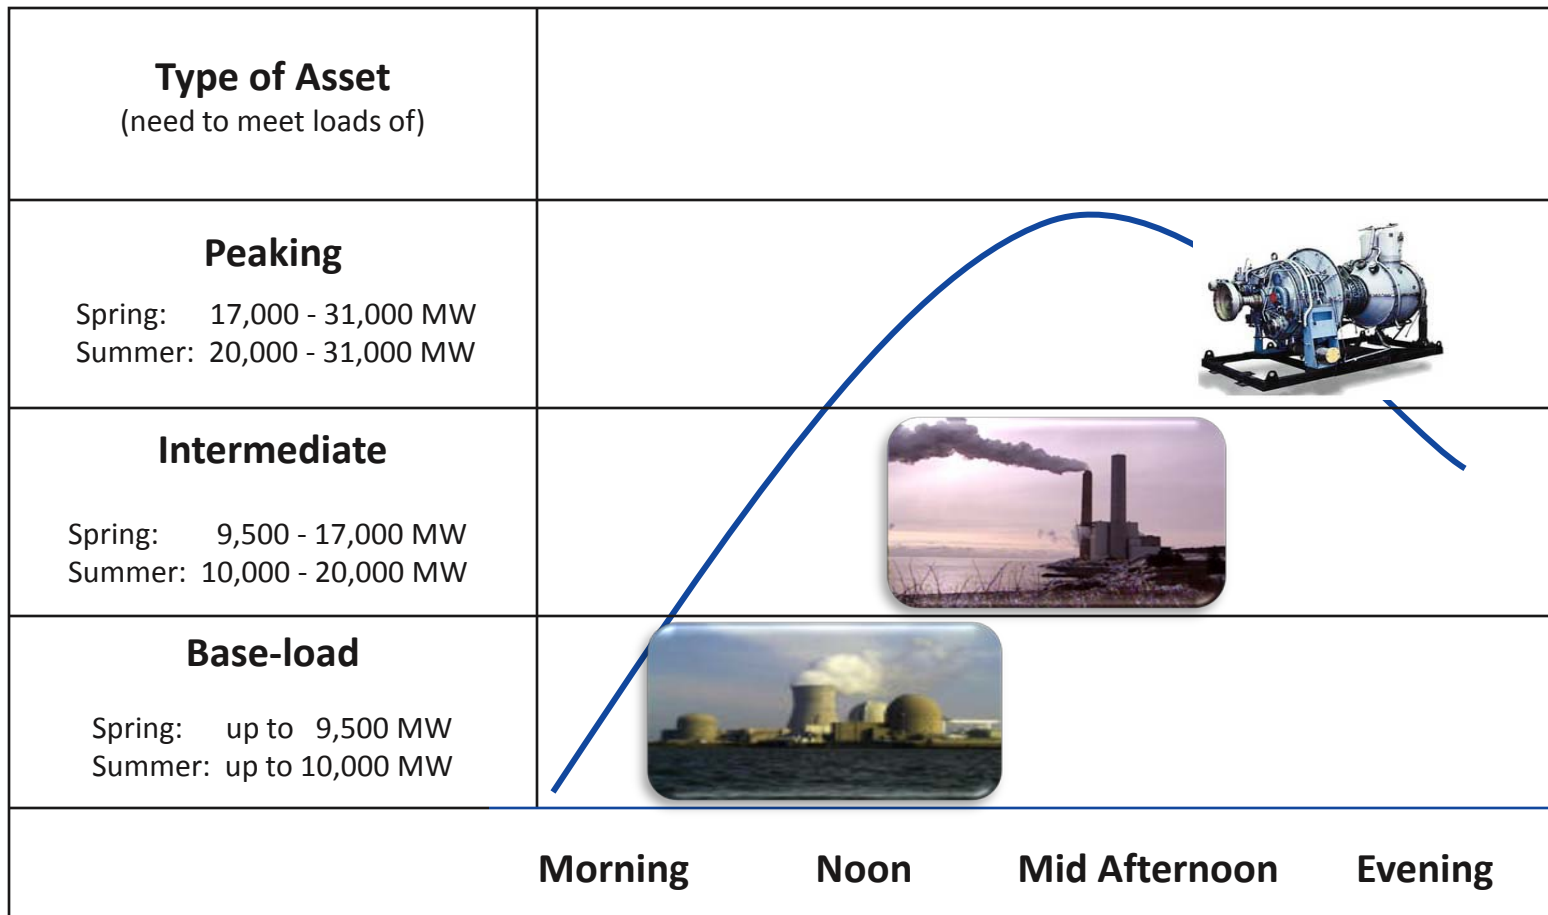 Type of Asset
(need to meet loads of)
Peaking
Spring: 17,000 - 31,000 MW
Summer: 20,000 - 31,000 MW
Intermediate
Spring: 9,500 - 17,000 MW
Summer: 10,000 - 20,000 MW
Base-load
Spring: up to 9,500 MW
Summer: up to 10,000 MW
Morning Noon Mid Afternoon Evening